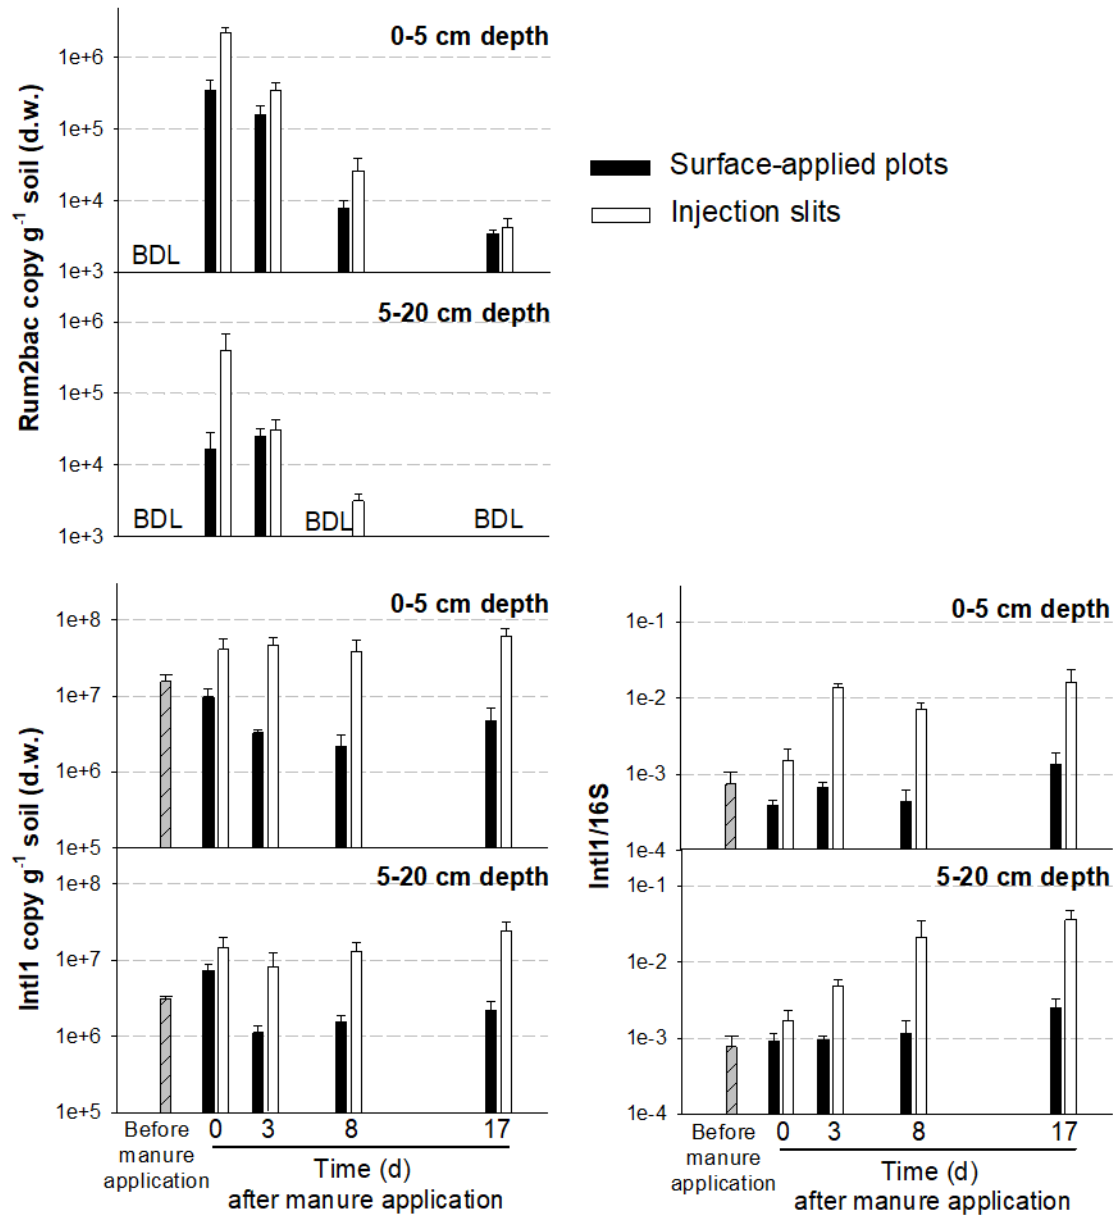 0-5 cm depth
1e+6
1e+5
1e+4
1e+3
BDL
Rum2bac copy g⁻¹ soil (d.w.)
5-20 cm depth
1e+6
1e+5
1e+4
1e+3
BDL
BDL
BDL
Surface-applied plots
Injection slits
0-5 cm depth
1e+8
1e+7
1e+6
1e+5
IntI1 copy g⁻¹ soil (d.w.)
5-20 cm depth
1e+8
1e+7
1e+6
1e+5
Before
manure
application
0 3 8 17
Time (d)
after manure application
0-5 cm depth
1e-1
1e-2
1e-3
1e-4
IntI1/16S
5-20 cm depth
1e-1
1e-2
1e-3
1e-4
Before
manure
application
0 3 8 17
Time (d)
after manure application